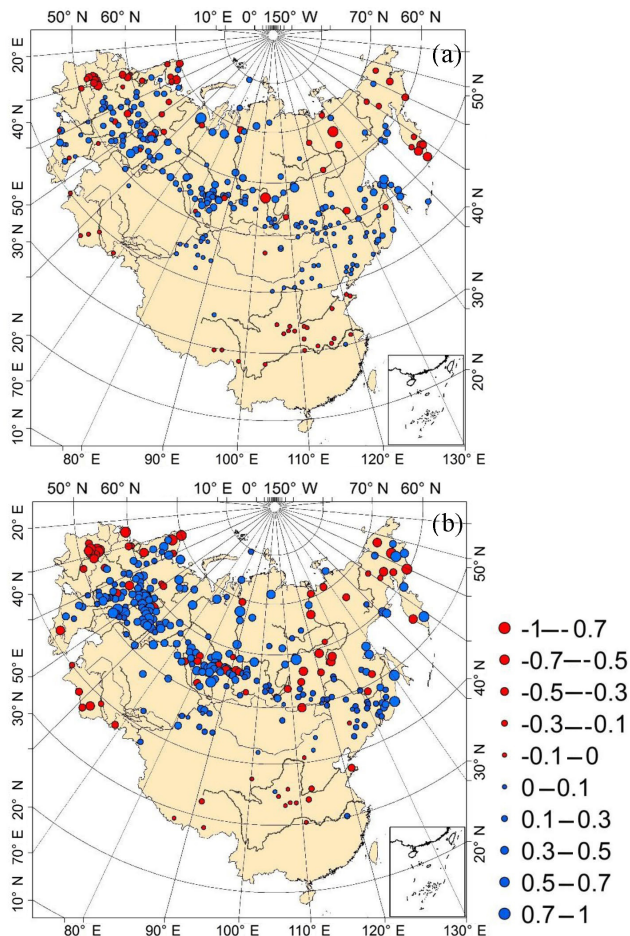 50° N 60° N 10° E 0° 150° W 70° N 60° N
(a)
20° E
50° N
40° E
40° N
50° E
30° N
30° N
20° N
20° N
70° E
10° N
80° E 90° E 100° E 110° E 120° E 130° E
50° N 60° N 10° E 0° 150° W 70° N 60° N
(b)
20° E
50° N
40° E
40° N
50° E
30° N
30° N
20° N
20° N
70° E
10° N
80° E 90° E 100° E 110° E 120° E 130° E
-1—-0.7
-0.7—-0.5
-0.5—-0.3
-0.3—-0.1
-0.1—0
0—0.1
0.1—0.3
0.3—0.5
0.5—0.7
0.7—1